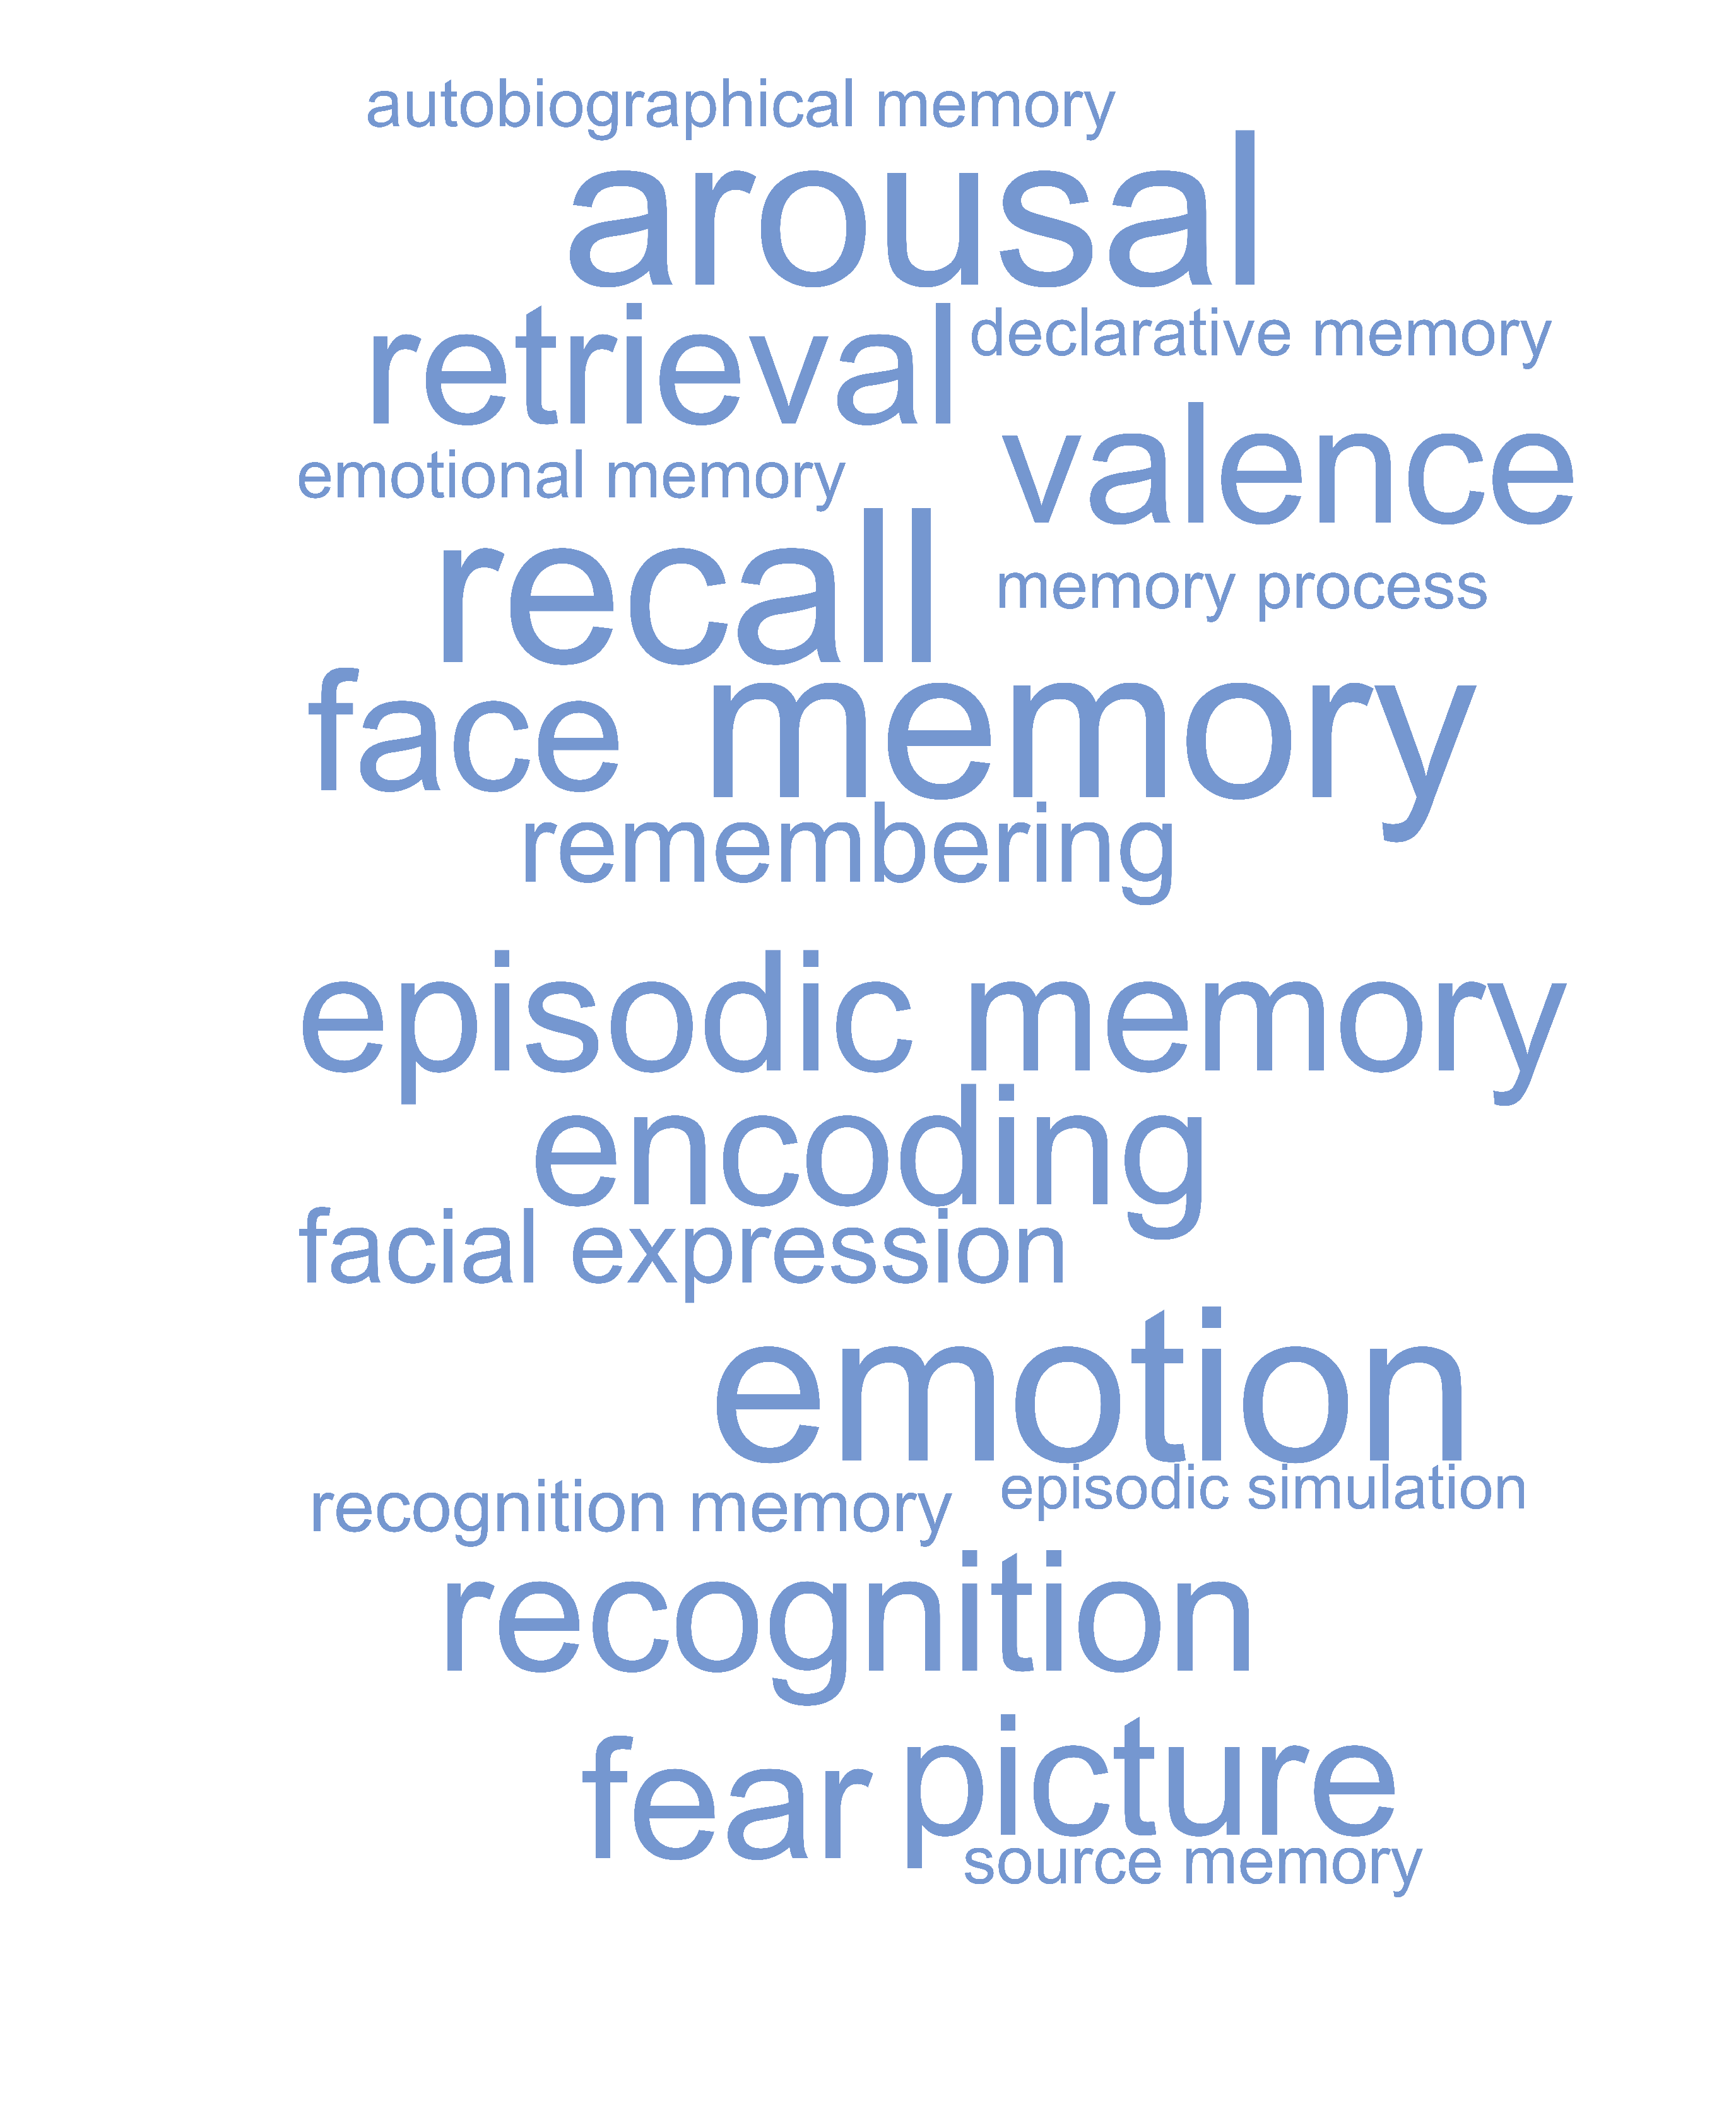 autobiographical memory
arousal
retrieval
declarative memory
valence
emotional memory
recall
memory process
face
memory
remembering
episodic memory
encoding
facial expression
emotion
recognition memory
episodic simulation
recognition
fear
picture
source memory